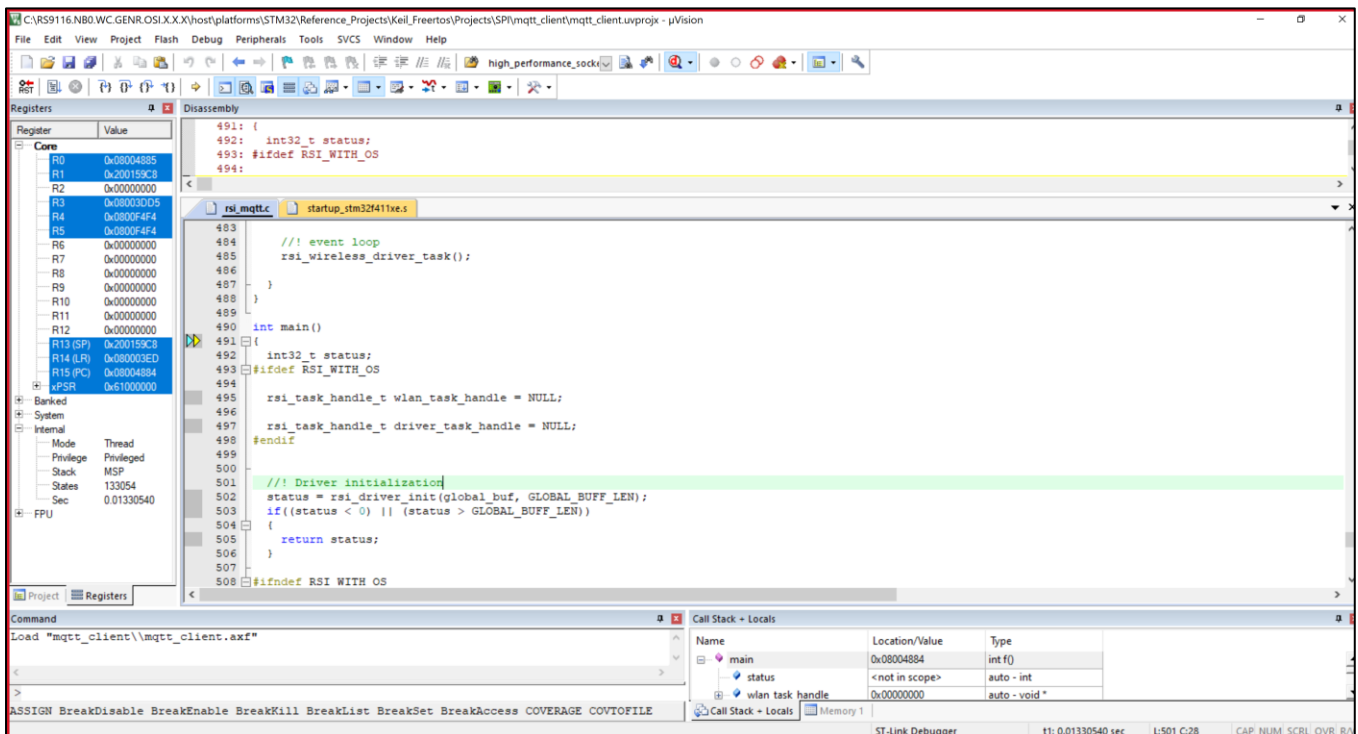 C:\RS9116.NB0.WC.GENR.OSI.X.X.X\host\platforms\STM32\Reference_Projects\Keil_Freertos\Projects\SPI\mqtt_client\mqtt_client.uvprojx - µVision
File Edit View Project Flash Debug Peripherals Tools SVCS Window Help
high_performance_socke
RST
Registers
Register Value
Core
R0 0x08004885
R1 0x200159C8
R2 0x00000000
R3 0x08003DD5
R4 0x0800F4F4
R5 0x0800F4F4
R6 0x00000000
R7 0x00000000
R8 0x00000000
R9 0x00000000
R10 0x00000000
R11 0x00000000
R12 0x00000000
R13 (SP) 0x200159C8
R14 (LR) 0x080003ED
R15 (PC) 0x08004884
xPSR 0x61000000
Banked
System
Internal
Mode Thread
Privilege Privileged
Stack MSP
States 133054
Sec 0.01330540
FPU
Project Registers
Disassembly
491: {
492: int32_t status;
493: #ifdef RSI_WITH_OS
494:
rsi_mqtt.c startup_stm32f411xe.s
483
484 //! event loop
485 rsi_wireless_driver_task();
486
487 }
488 }
489
490 int main()
491 {
492 int32_t status;
493 #ifdef RSI_WITH_OS
494
495 rsi_task_handle_t wlan_task_handle = NULL;
496
497 rsi_task_handle_t driver_task_handle = NULL;
498 #endif
499
500
501 //! Driver initialization
502 status = rsi_driver_init(global_buf, GLOBAL_BUFF_LEN);
503 if((status < 0) || (status > GLOBAL_BUFF_LEN))
504 {
505 return status;
506 }
507
508 #ifndef RSI WITH OS
Command
Load "mqtt_client\\mqtt_client.axf"
>
ASSIGN BreakDisable BreakEnable BreakKill BreakList BreakSet BreakAccess COVERAGE COVTOFILE
Call Stack + Locals
Name Location/Value Type
main 0x08004884 int f()
status <not in scope> auto - int
wlan_task_handle 0x00000000 auto - void *
Call Stack + Locals Memory 1
ST-Link Debugger t1: 0.01330540 sec L:501 C:28 CAP NUM SCRL OVR